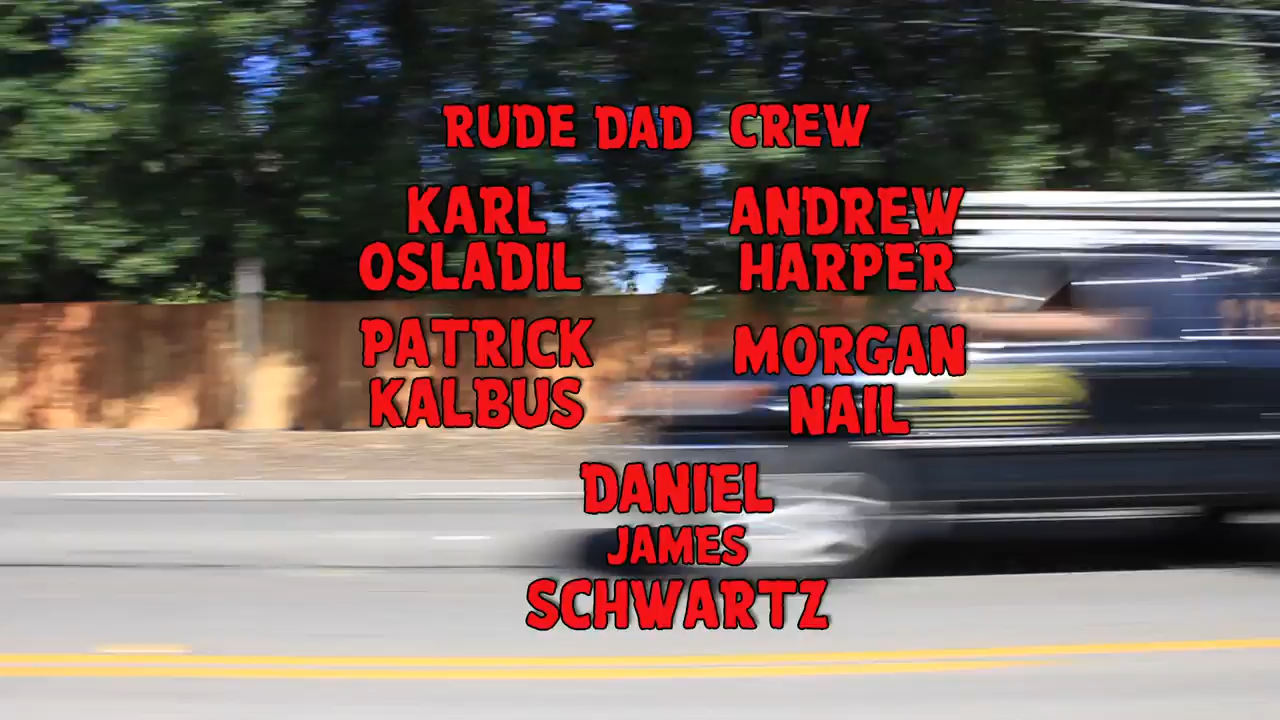 RUDE DAD CREW
KARL
OSLADIL
ANDREW
HARPER
PATRICK
KALBUS
MORGAN
NAIL
DANIEL
JAMES
SCHWARTZ